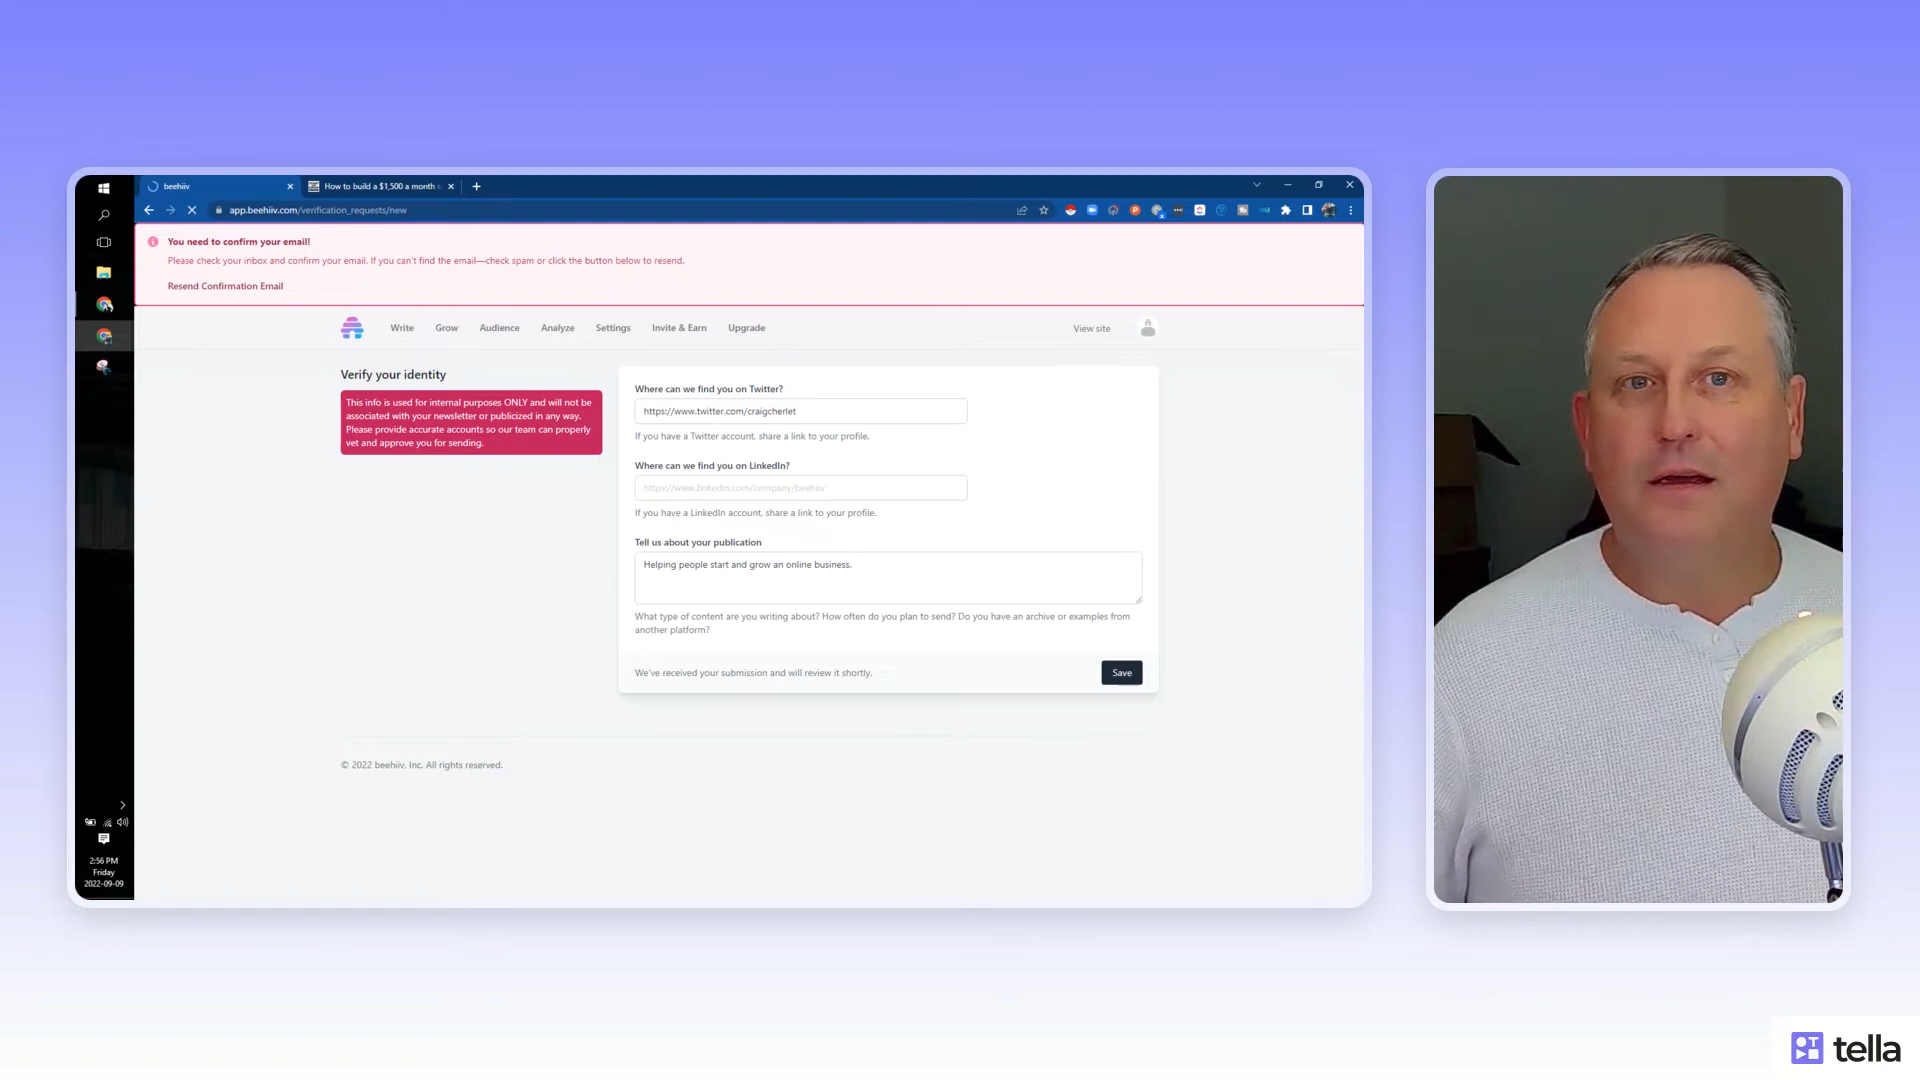 beehiiv
How to build a $1,500 a month s
app.beehiiv.com/verification_requests/new
You need to confirm your email!
Please check your inbox and confirm your email. If you can't find the email—check spam or click the button below to resend.
Resend Confirmation Email
Write Grow Audience Analyze Settings Invite & Earn Upgrade View site
Verify your identity
This info is used for internal purposes ONLY and will not be
associated with your newsletter or publicized in any way.
Please provide accurate accounts so our team can properly
vet and approve you for sending.
Where can we find you on Twitter?
https://www.twitter.com/craigcherlet
If you have a Twitter account, share a link to your profile.
Where can we find you on LinkedIn?
https://www.linkedin.com/company/beehiiv
If you have a LinkedIn account, share a link to your profile.
Tell us about your publication
Helping people start and grow an online business.
What type of content are you writing about? How often do you plan to send? Do you have an archive or examples from
another platform?
We've received your submission and will review it shortly.
Save
© 2022 beehiiv, Inc. All rights reserved.
2:56 PM
Friday
2022-09-09
tella